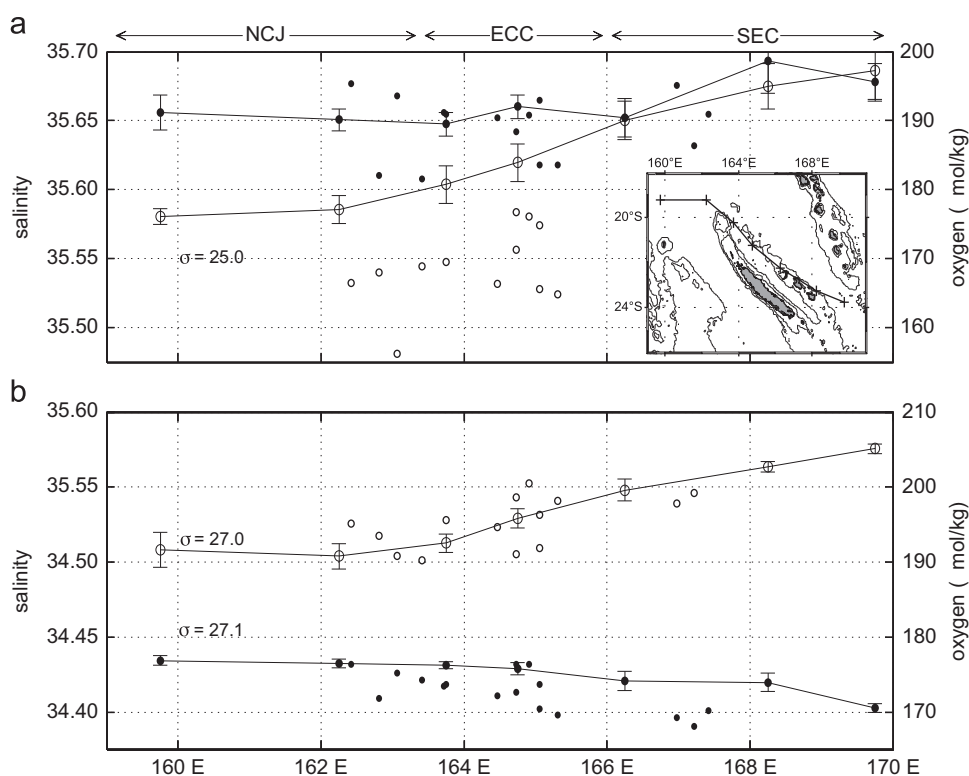 a
NCJ ECC SEC
35.70
35.65
35.60
35.55
35.50
salinity
200
190
180
170
160
oxygen ( mol/kg)
σ = 25.0
160°E 164°E 168°E
20°S
24°S
b
35.60
35.55
34.50
34.45
34.40
salinity
210
200
190
180
170
oxygen ( mol/kg)
σ = 27.0
σ = 27.1
160 E 162 E 164 E 166 E 168 E 170 E